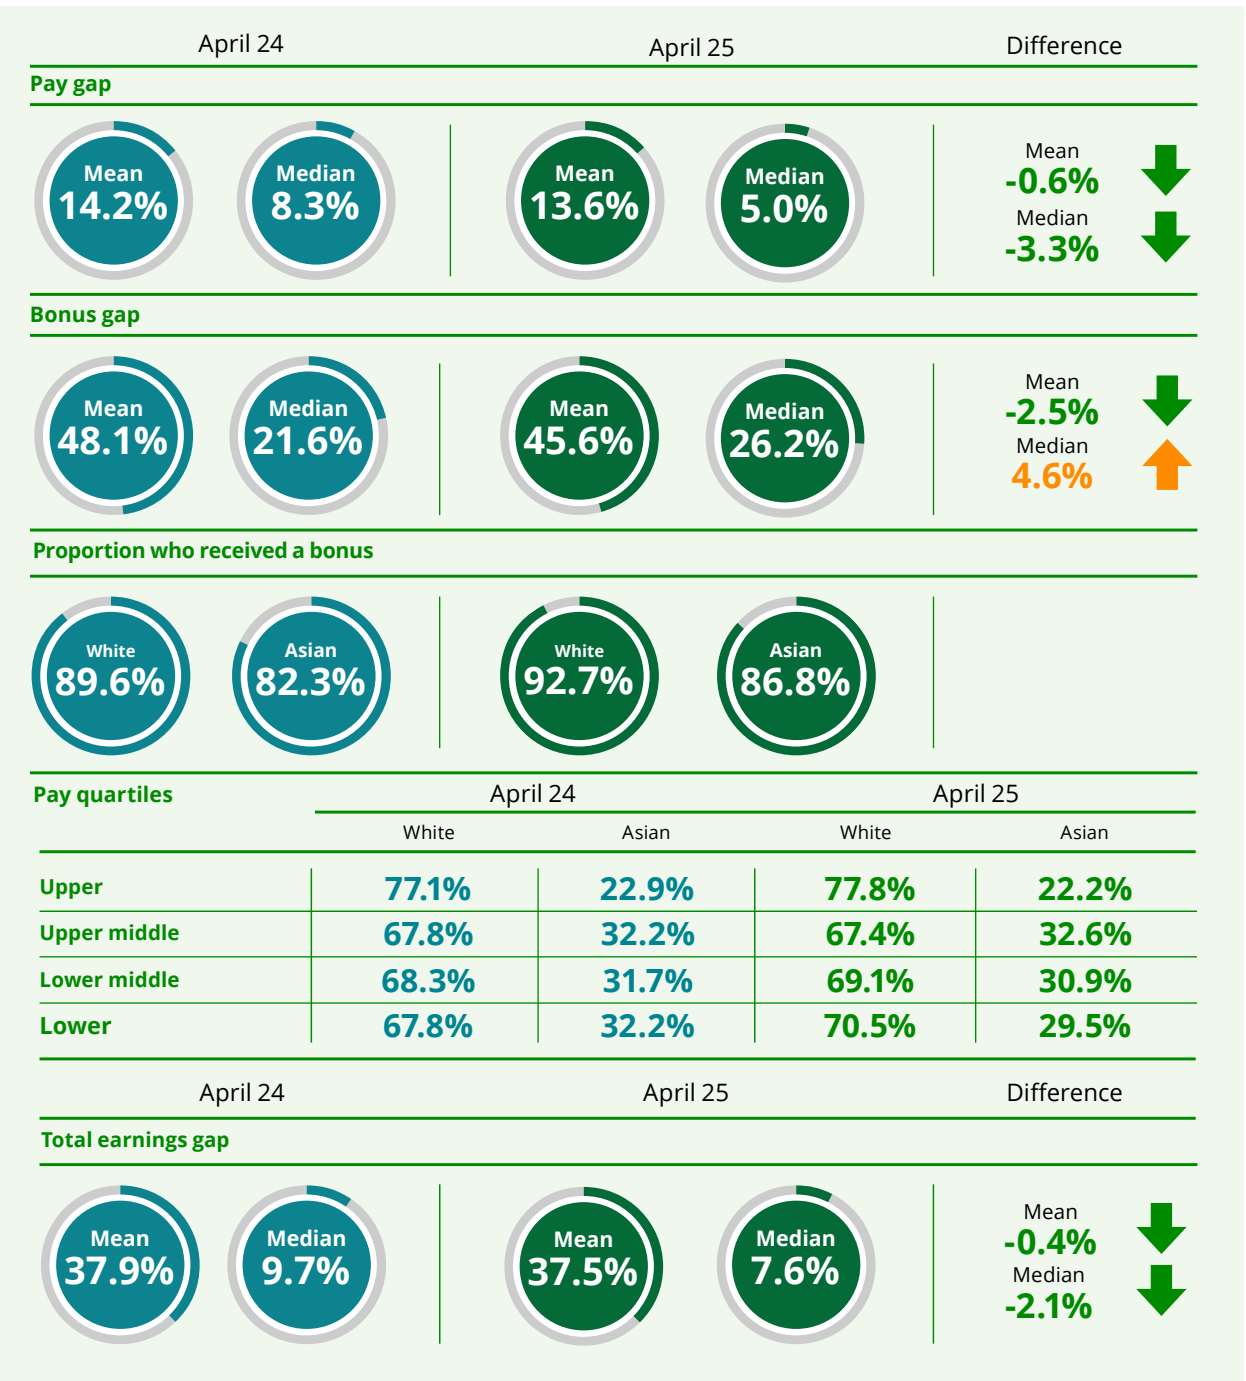 April 24 April 25 Difference
Pay gap
Mean Median Mean Median Mean
14.2% 8.3% 13.6% 5.0% -0.6%
Median
-3.3%
Bonus gap
Mean Median Mean Median Mean
48.1% 21.6% 45.6% 26.2% -2.5%
Median
4.6%
Proportion who received a bonus
White Asian White Asian
89.6% 82.3% 92.7% 86.8%
Pay quartiles April 24 April 25
White Asian White Asian
Upper 77.1% 22.9% 77.8% 22.2%
Upper middle 67.8% 32.2% 67.4% 32.6%
Lower middle 68.3% 31.7% 69.1% 30.9%
Lower 67.8% 32.2% 70.5% 29.5%
April 24 April 25 Difference
Total earnings gap
Mean Median Mean Median Mean
37.9% 9.7% 37.5% 7.6% -0.4%
Median
-2.1%